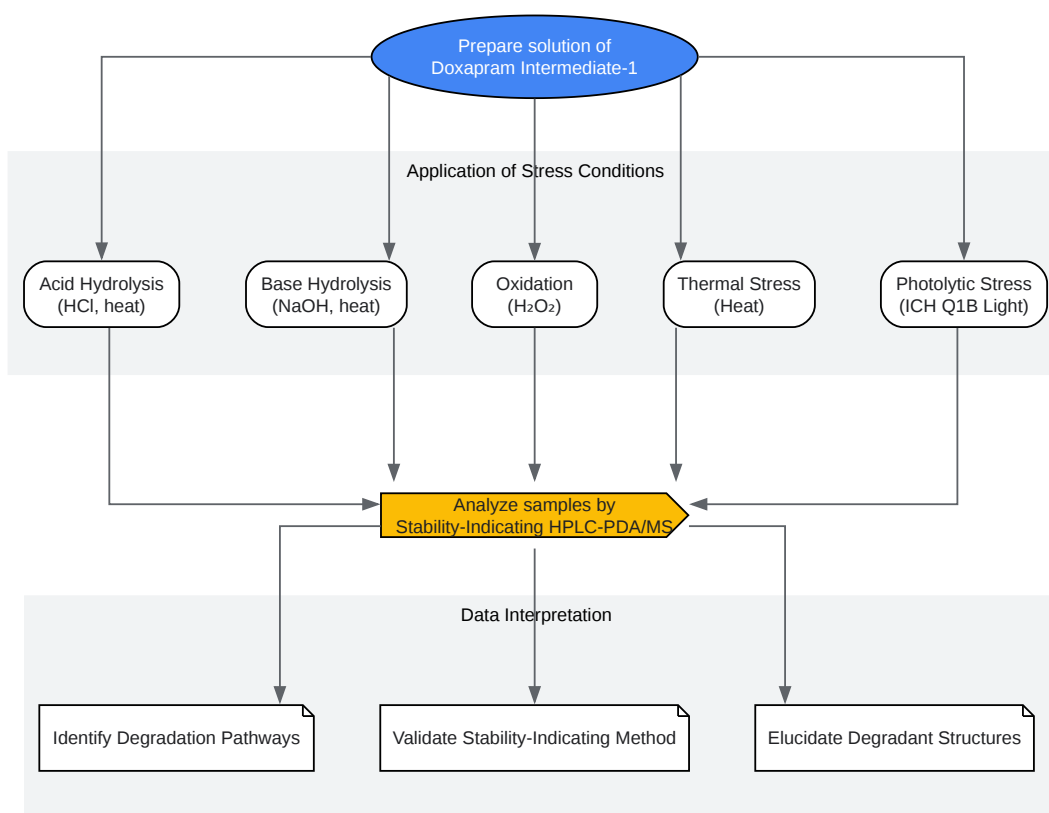 Prepare solution of
Doxapram Intermediate-1
Application of Stress Conditions
Acid Hydrolysis
(HCl, heat)
Base Hydrolysis
(NaOH, heat)
Oxidation
(H₂O₂)
Thermal Stress
(Heat)
Photolytic Stress
(ICH Q1B Light)
Analyze samples by
Stability-Indicating HPLC-PDA/MS
Data Interpretation
Identify Degradation Pathways
Validate Stability-Indicating Method
Elucidate Degradant Structures